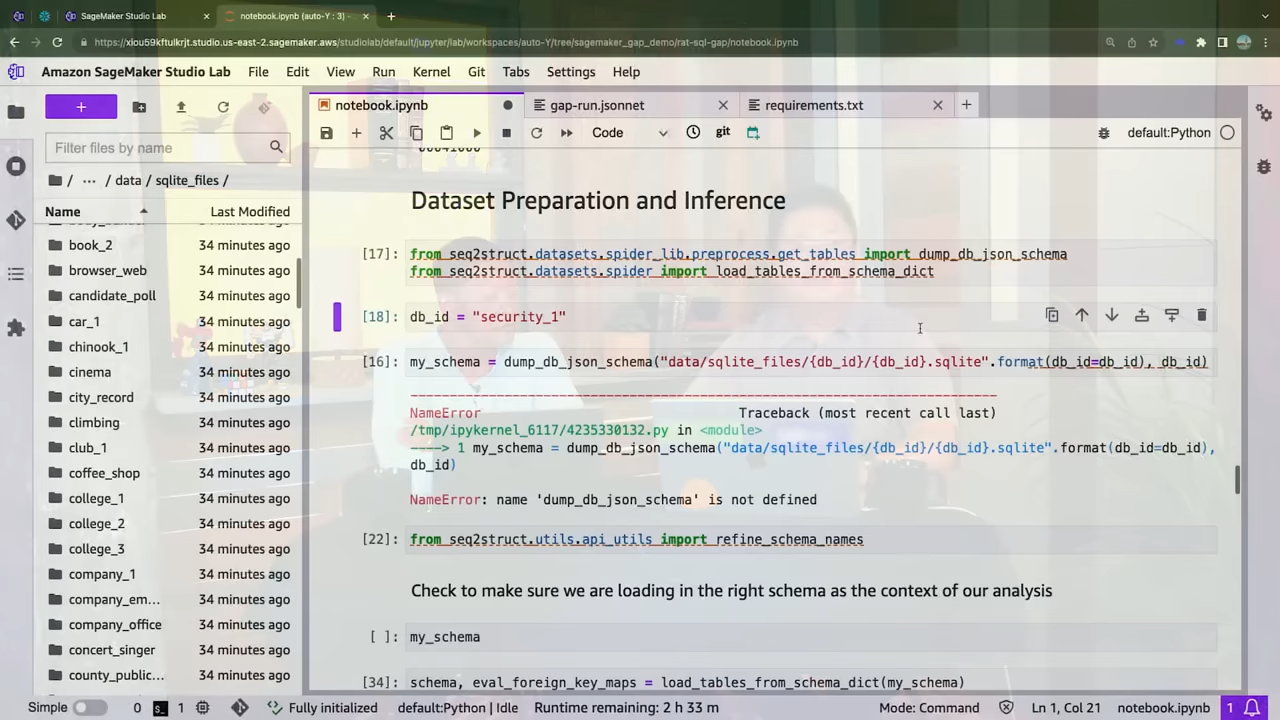 SageMaker Studio Lab
notebook.ipynb (auto-Y : 3) -
https://xiou59kftulkrjt.studio.us-east-2.sagemaker.aws/studiolab/default/jupyter/lab/workspaces/auto-Y/tree/sagemaker_gap_demo/rat-sql-gap/notebook.ipynb
Amazon SageMaker Studio Lab File Edit View Run Kernel Git Tabs Settings Help
notebook.ipynb gap-run.jsonnet requirements.txt
Code git default:Python
Filter files by name
/ ... / data / sqlite_files /
Name Last Modified
book_2 34 minutes ago
browser_web 34 minutes ago
candidate_poll 34 minutes ago
car_1 34 minutes ago
chinook_1 34 minutes ago
cinema 34 minutes ago
city_record 34 minutes ago
climbing 34 minutes ago
club_1 34 minutes ago
coffee_shop 34 minutes ago
college_1 34 minutes ago
college_2 34 minutes ago
college_3 34 minutes ago
company_1 34 minutes ago
company_em... 34 minutes ago
company_office 34 minutes ago
concert_singer 34 minutes ago
county_public... 34 minutes ago
Dataset Preparation and Inference
[17]: from seq2struct.datasets.spider_lib.preprocess.get_tables import dump_db_json_schema
from seq2struct.datasets.spider import load_tables_from_schema_dict
[18]: db_id = "security_1"
[16]: my_schema = dump_db_json_schema("data/sqlite_files/{db_id}/{db_id}.sqlite".format(db_id=db_id), db_id)
NameError Traceback (most recent call last)
/tmp/ipykernel_6117/4235330132.py in <module>
----> 1 my_schema = dump_db_json_schema("data/sqlite_files/{db_id}/{db_id}.sqlite".format(db_id=db_id),
db_id)
NameError: name 'dump_db_json_schema' is not defined
[22]: from seq2struct.utils.api_utils import refine_schema_names
Check to make sure we are loading in the right schema as the context of our analysis
[ ]: my_schema
[34]: schema, eval_foreign_key_maps = load_tables_from_schema_dict(my_schema)
Simple 0 1 Fully initialized default:Python | Idle Runtime remaining: 2 h 33 m Mode: Command Ln 1, Col 21 notebook.ipynb 1